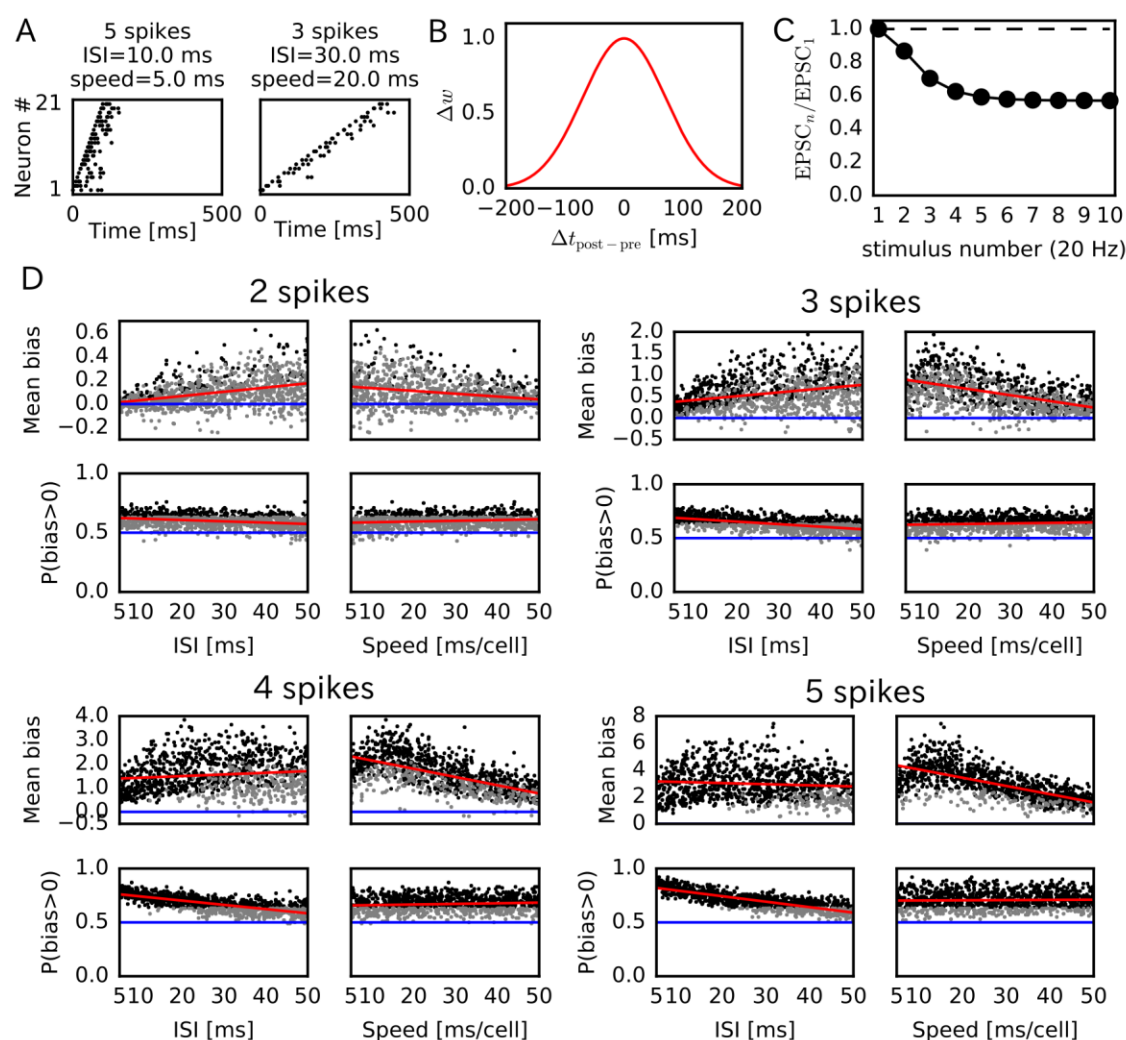 A
5 spikes
ISI=10.0 ms
speed=5.0 ms
3 spikes
ISI=30.0 ms
speed=20.0 ms
Neuron #
21
1
0 500
Time [ms]
0 500
Time [ms]
B
Δw
1.0
0.5
0.0
−200 −100 0 100 200
Δt post−pre [ms]
C
EPSCn/EPSC1
1.0
0.8
0.6
0.4
0.2
0.0
1 2 3 4 5 6 7 8 9 10
stimulus number (20 Hz)
D
2 spikes
Mean bias
0.6
0.4
0.2
0.0
−0.2
P(bias>0)
1.0
0.5
0.0
510 20 30 40 50
ISI [ms]
510 20 30 40 50
Speed [ms/cell]
3 spikes
Mean bias
2.0
1.5
1.0
0.5
0.0
−0.5
P(bias>0)
1.0
0.5
0.0
510 20 30 40 50
ISI [ms]
510 20 30 40 50
Speed [ms/cell]
4 spikes
Mean bias
4.0
3.0
2.0
1.0
0.0
−0.5
P(bias>0)
1.0
0.5
0.0
510 20 30 40 50
ISI [ms]
510 20 30 40 50
Speed [ms/cell]
5 spikes
Mean bias
8
6
4
2
0
P(bias>0)
1.0
0.5
0.0
510 20 30 40 50
ISI [ms]
510 20 30 40 50
Speed [ms/cell]